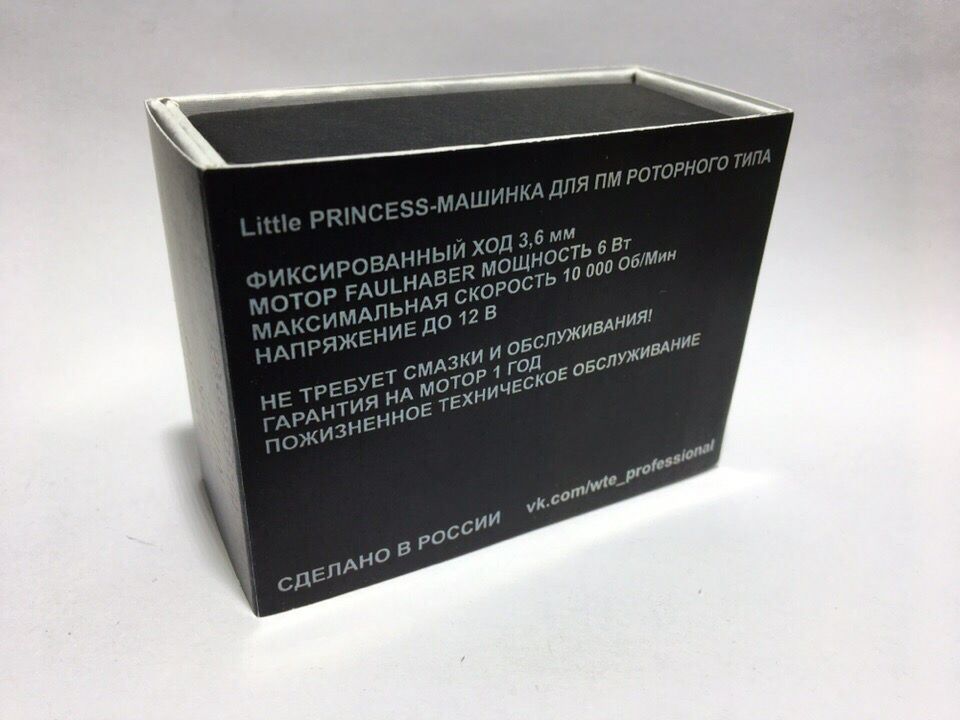 Little PRINCESS-МАШИНКА ДЛЯ ПМ РОТОРНОГО ТИПА
ФИКСИРОВАННЫЙ ХОД 3,6 мм
МОТОР FAULHABER МОЩНОСТЬ 6 Вт
МАКСИМАЛЬНАЯ СКОРОСТЬ 10 000 Об/Мин
НАПРЯЖЕНИЕ ДО 12 В
НЕ ТРЕБУЕТ СМАЗКИ И ОБСЛУЖИВАНИЯ!
ГАРАНТИЯ НА МОТОР 1 ГОД
ПОЖИЗНЕННОЕ ТЕХНИЧЕСКОЕ ОБСЛУЖИВАНИЕ
СДЕЛАНО В РОССИИ vk.com/wte_professional